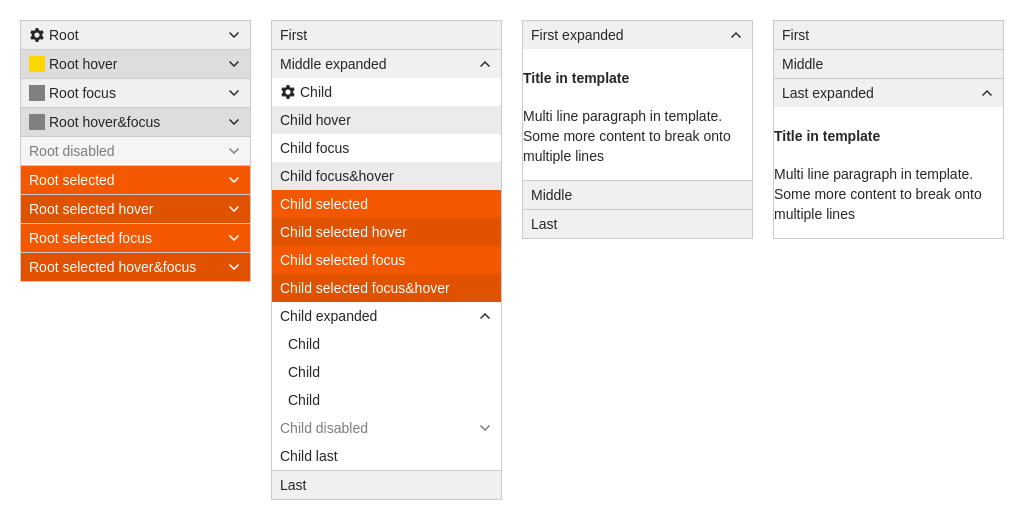 Root
Root hover
Root focus
Root hover&focus
Root disabled
Root selected
Root selected hover
Root selected focus
Root selected hover&focus
First
Middle expanded
Child
Child hover
Child focus
Child focus&hover
Child selected
Child selected hover
Child selected focus
Child selected focus&hover
Child expanded
Child
Child
Child
Child disabled
Child last
Last
First expanded
Title in template
Multi line paragraph in template.
Some more content to break onto
multiple lines
Middle
Last
First
Middle
Last expanded
Title in template
Multi line paragraph in template.
Some more content to break onto
multiple lines